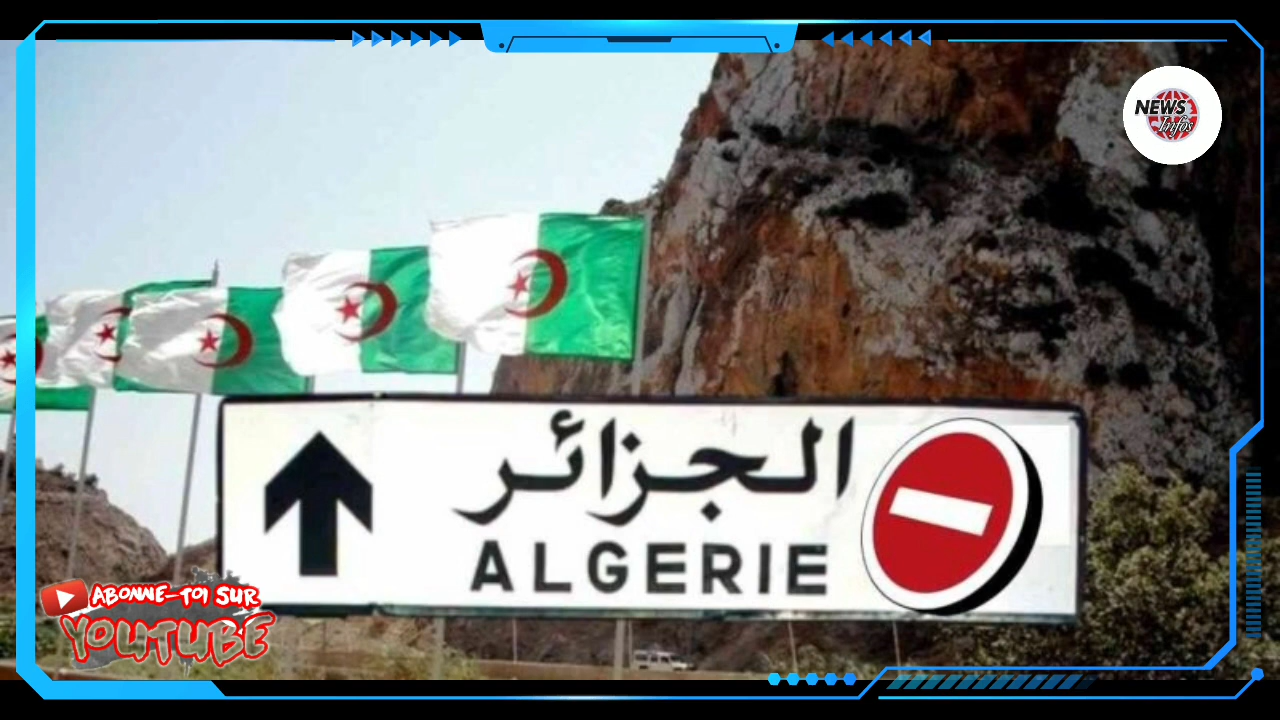 NEWS
Infos
الجزائر
ALGERIE
ABONNE-TOI SUR
YOUTUBE